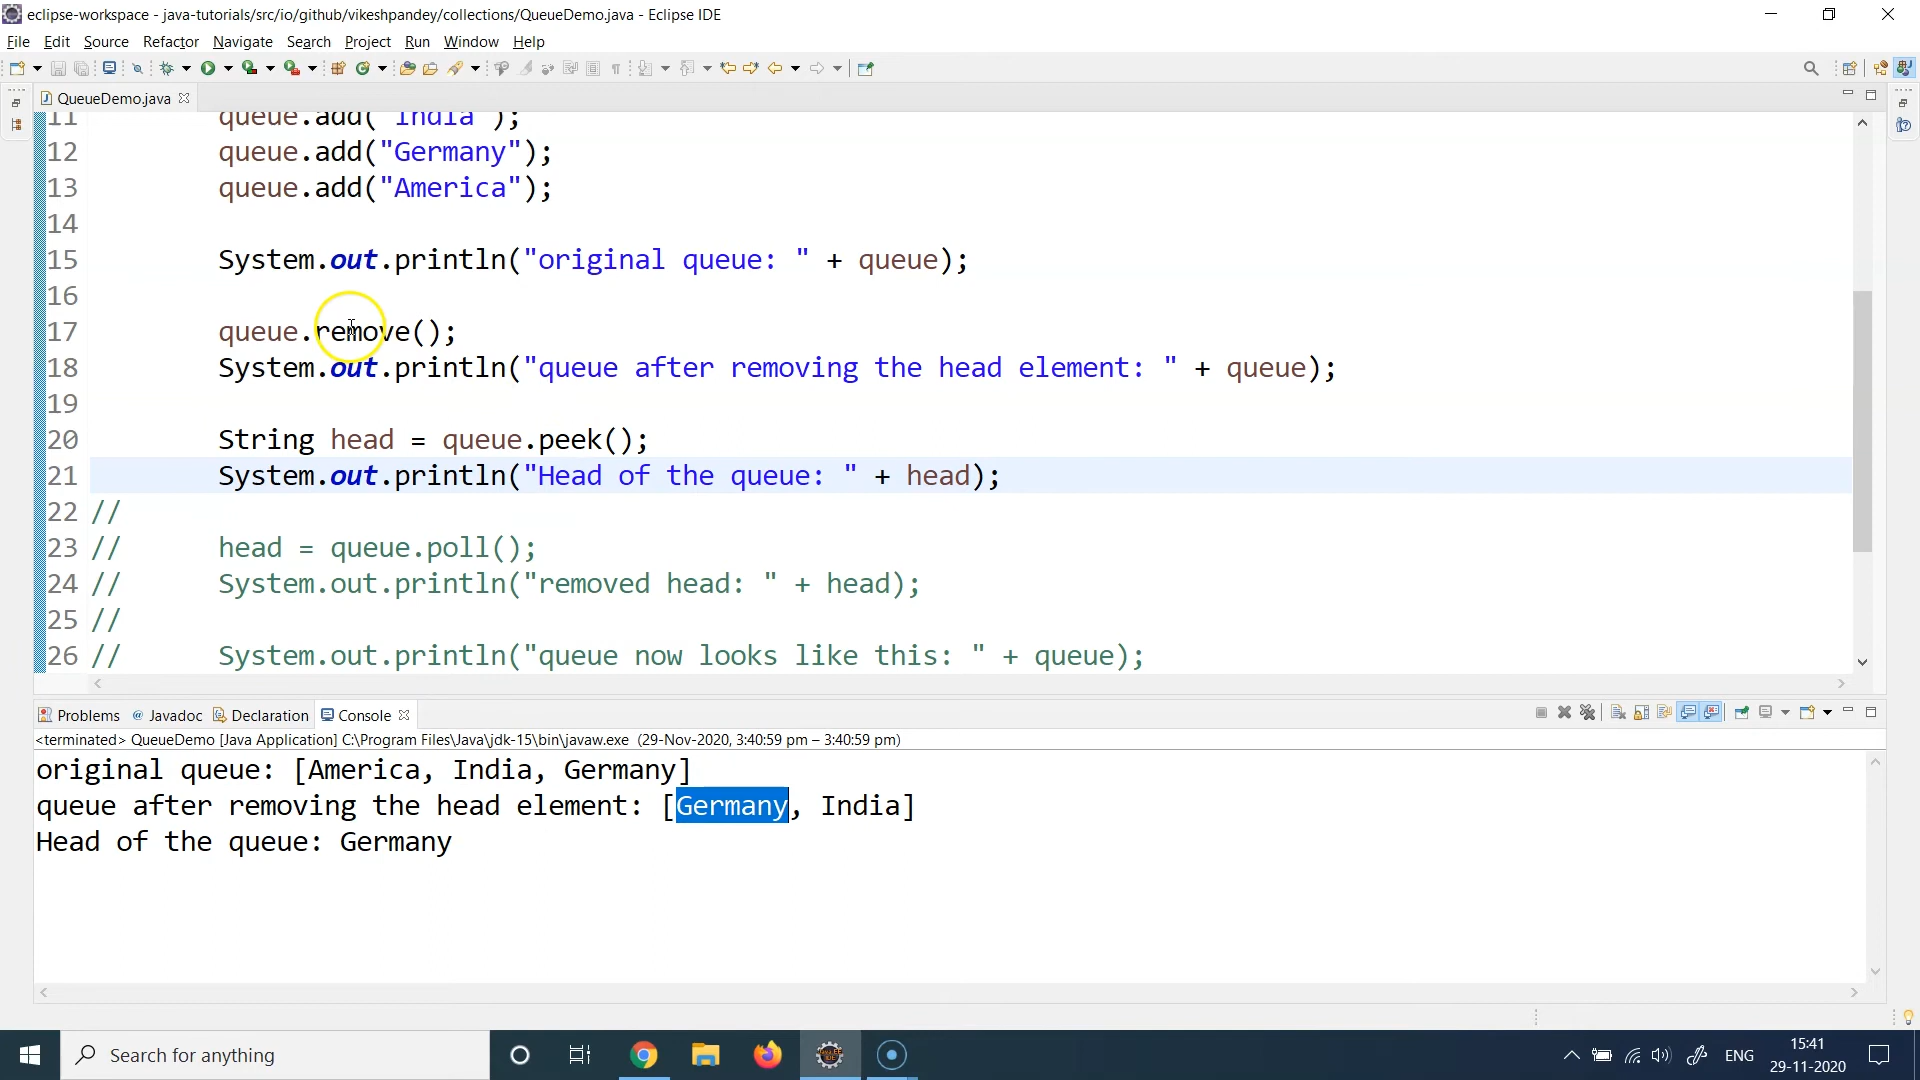 eclipse-workspace - java-tutorials/src/io/github/vikeshpandey/collections/QueueDemo.java - Eclipse IDE
File Edit Source Refactor Navigate Search Project Run Window Help
QueueDemo.java
11 queue.add("India");
12 queue.add("Germany");
13 queue.add("America");
14
15 System.out.println("original queue: " + queue);
16
17 queue.remove();
18 System.out.println("queue after removing the head element: " + queue);
19
20 String head = queue.peek();
21 System.out.println("Head of the queue: " + head);
22 //
23 // head = queue.poll();
24 // System.out.println("removed head: " + head);
25 //
26 // System.out.println("queue now looks like this: " + queue);
Problems @ Javadoc Declaration Console
<terminated> QueueDemo [Java Application] C:\Program Files\Java\jdk-15\bin\javaw.exe (29-Nov-2020, 3:40:59 pm – 3:40:59 pm)
original queue: [America, India, Germany]
queue after removing the head element: [Germany, India]
Head of the queue: Germany
Search for anything
ENG
15:41
29-11-2020